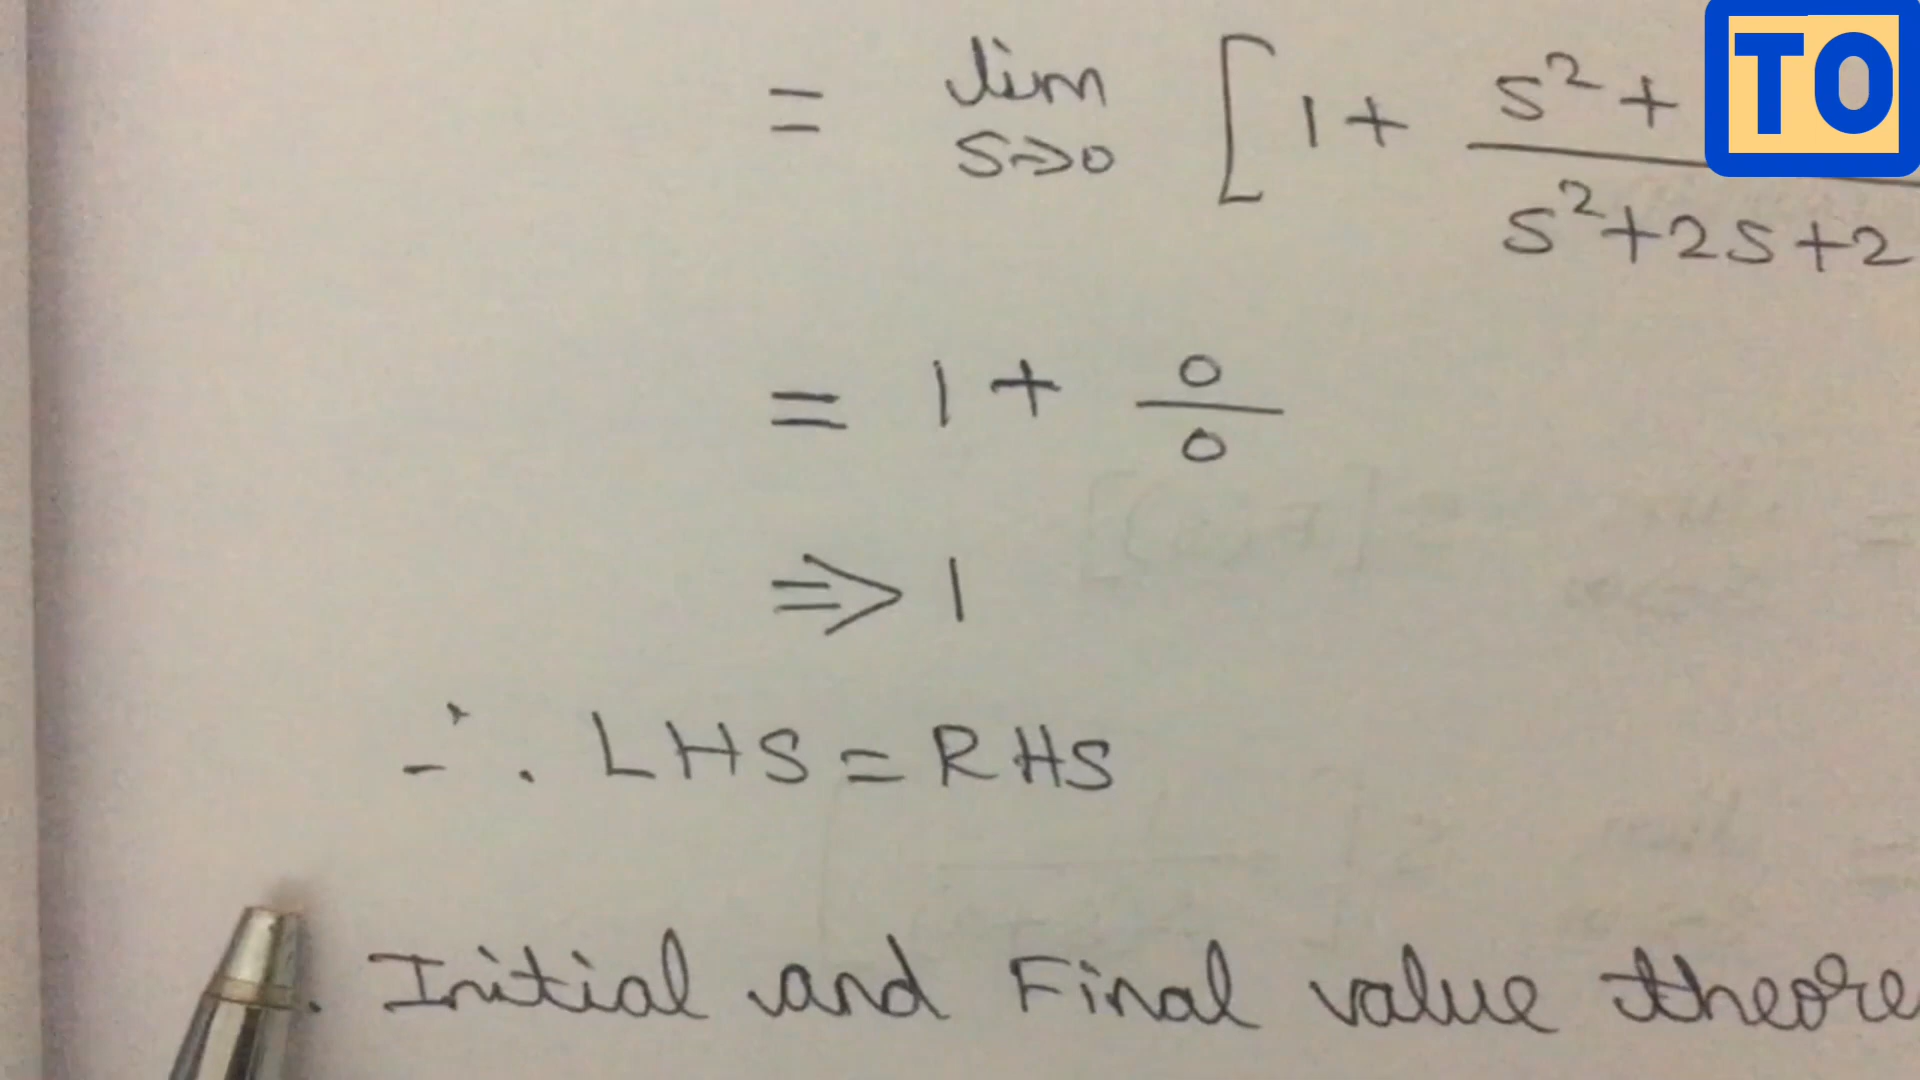 TO
= lim [ 1 + s² +
s→0 s²+2s+2
= 1 + 0/0
⇒ 1
∴ LHS = RHS
. Initial and Final value theore